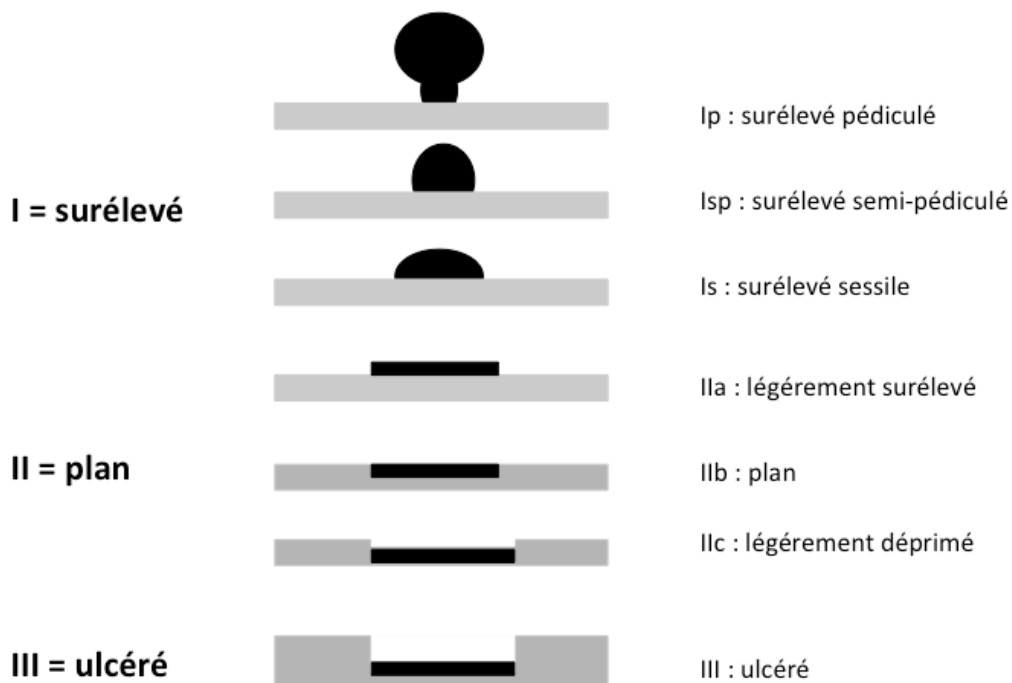 Ip : surélevé pédiculé
I = surélevé
Isp : surélevé semi-pédiculé
Is : surélevé sessile
IIa : légérement surélevé
II = plan
IIb : plan
IIc : légérement déprimé
III = ulcéré
III : ulcéré